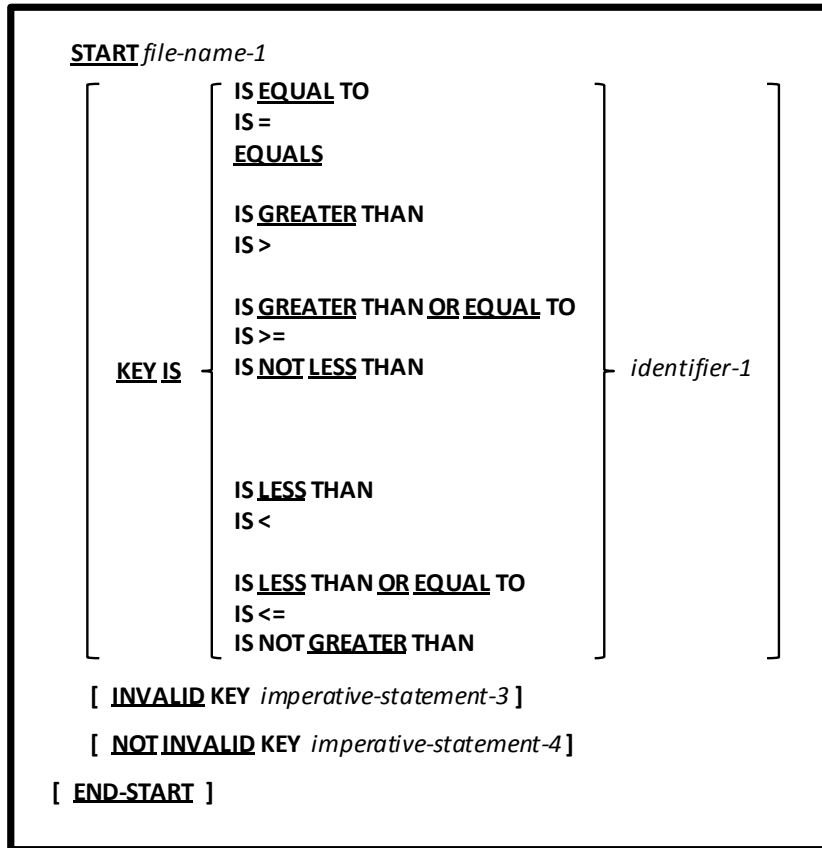 START file-name-1
IS EQUAL TO
IS =
EQUALS
IS GREATER THAN
IS >
IS GREATER THAN OR EQUAL TO
IS >=
IS NOT LESS THAN
KEY IS
identifier-1
IS LESS THAN
IS <
IS LESS THAN OR EQUAL TO
IS <=
IS NOT GREATER THAN
[ INVALID KEY imperative-statement-3 ]
[ NOT INVALID KEY imperative-statement-4 ]
[ END-START ]